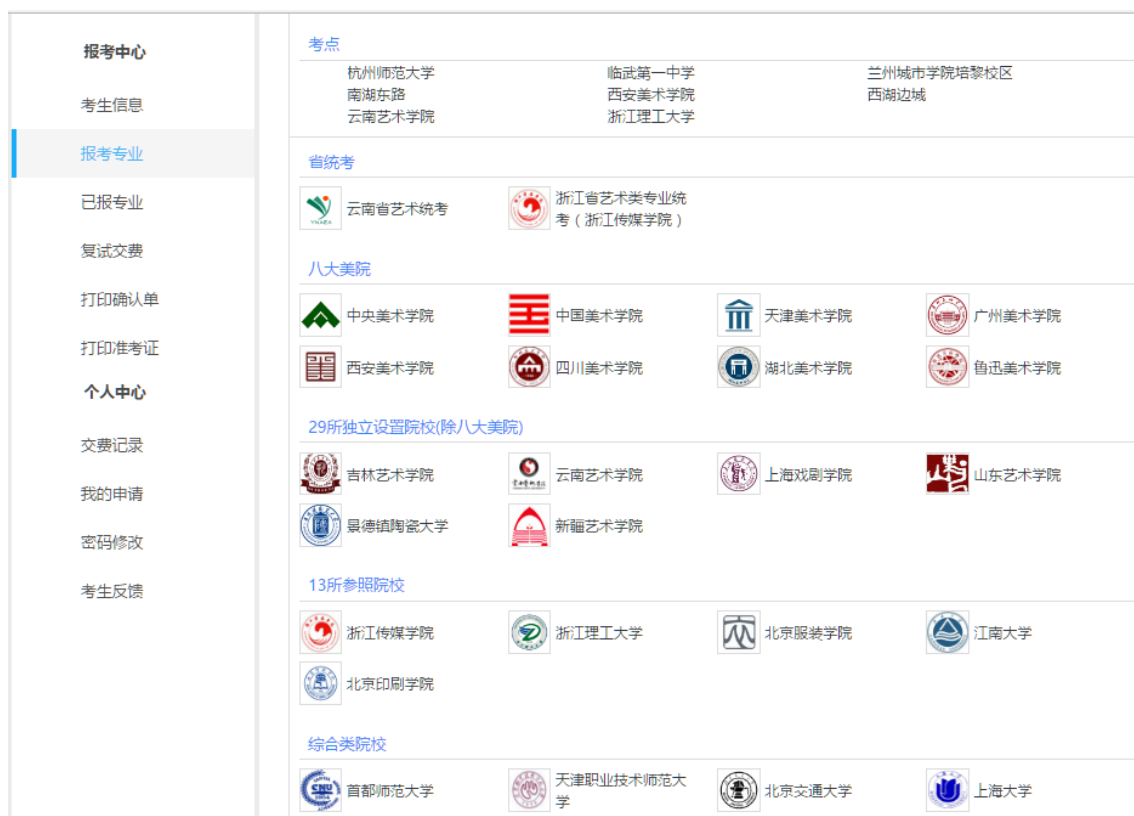 报考中心
考生信息
报考专业
已报专业
复试交费
打印确认单
打印准考证
个人中心
交费记录
我的申请
密码修改
考生反馈
考点
杭州师范大学 临武第一中学 兰州城市学院培黎校区
南湖东路 西安美术学院 西湖边城
云南艺术学院 浙江理工大学
省统考
云南省艺术统考
浙江省艺术类专业统
考（浙江传媒学院）
八大美院
中央美术学院 中国美术学院 天津美术学院 广州美术学院
西安美术学院 四川美术学院 湖北美术学院 鲁迅美术学院
29所独立设置院校(除八大美院)
吉林艺术学院 云南艺术学院 上海戏剧学院 山东艺术学院
景德镇陶瓷大学 新疆艺术学院
13所参照院校
浙江传媒学院 浙江理工大学 北京服装学院 江南大学
北京印刷学院
综合类院校
CNU
首都师范大学
天津职业技术师范大
学
北京交通大学 上海大学